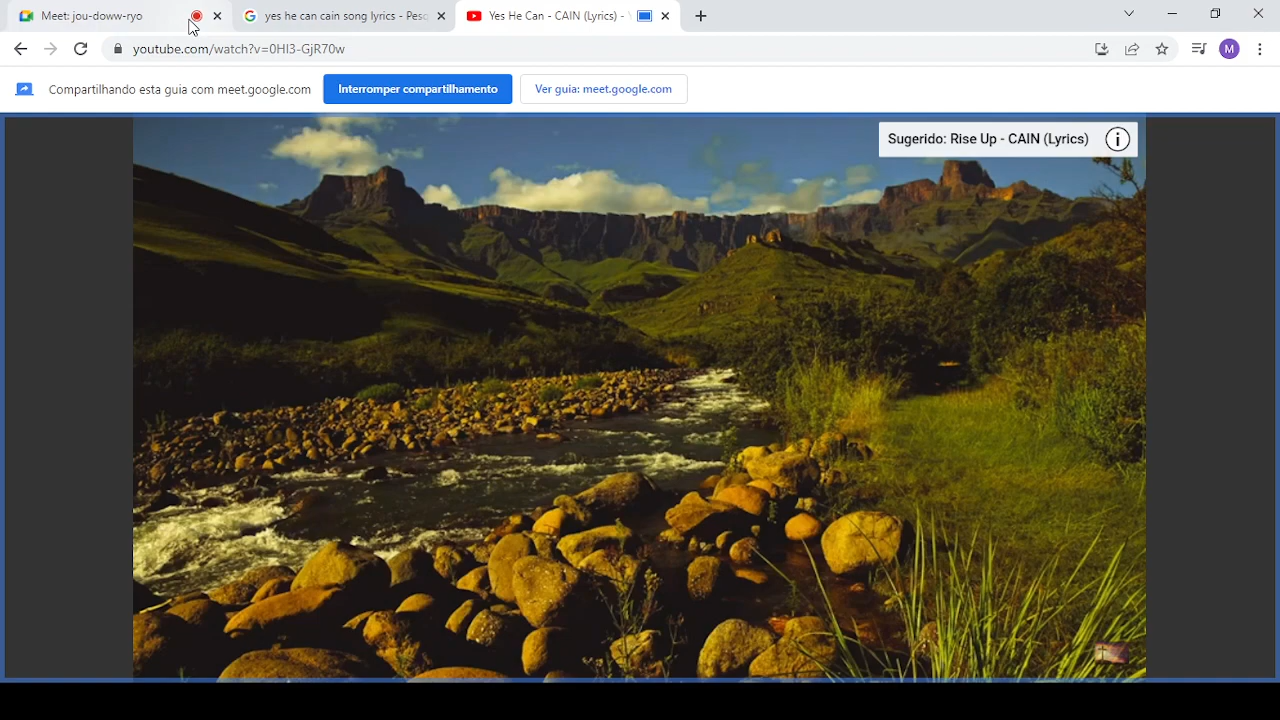 Meet: jou-doww-ryo
yes he can cain song lyrics - Pesq
Yes He Can - CAIN (Lyrics) -
youtube.com/watch?v=0HI3-GjR70w
M
Compartilhando esta guia com meet.google.com
Interromper compartilhamento
Ver guia: meet.google.com
Sugerido: Rise Up - CAIN (Lyrics)